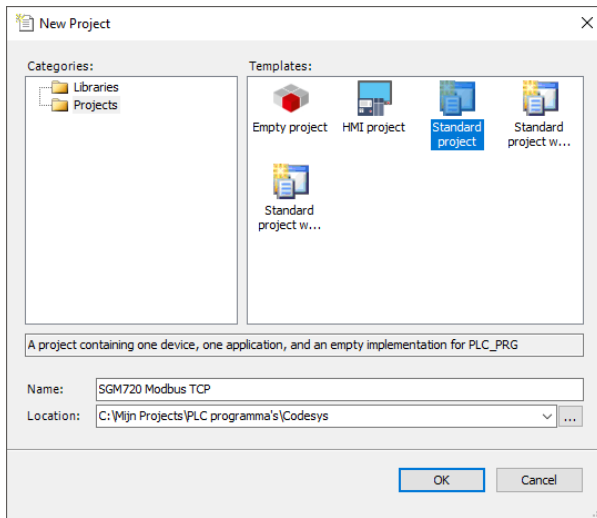 New Project
Categories:
Libraries
Projects
Templates:
Empty project
HMI project
Standard
project
Standard
project w...
Standard
project w...
A project containing one device, one application, and an empty implementation for PLC_PRG
Name:
SGM720 Modbus TCP
Location:
C:\Mijn Projects\PLC programma's\Codesys
...
OK
Cancel